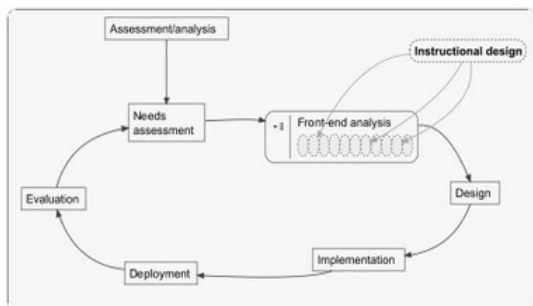 Assessment/analysis
Instructional design
Needs
assessment
Front-end analysis
Evaluation
Design
Implementation
Deployment